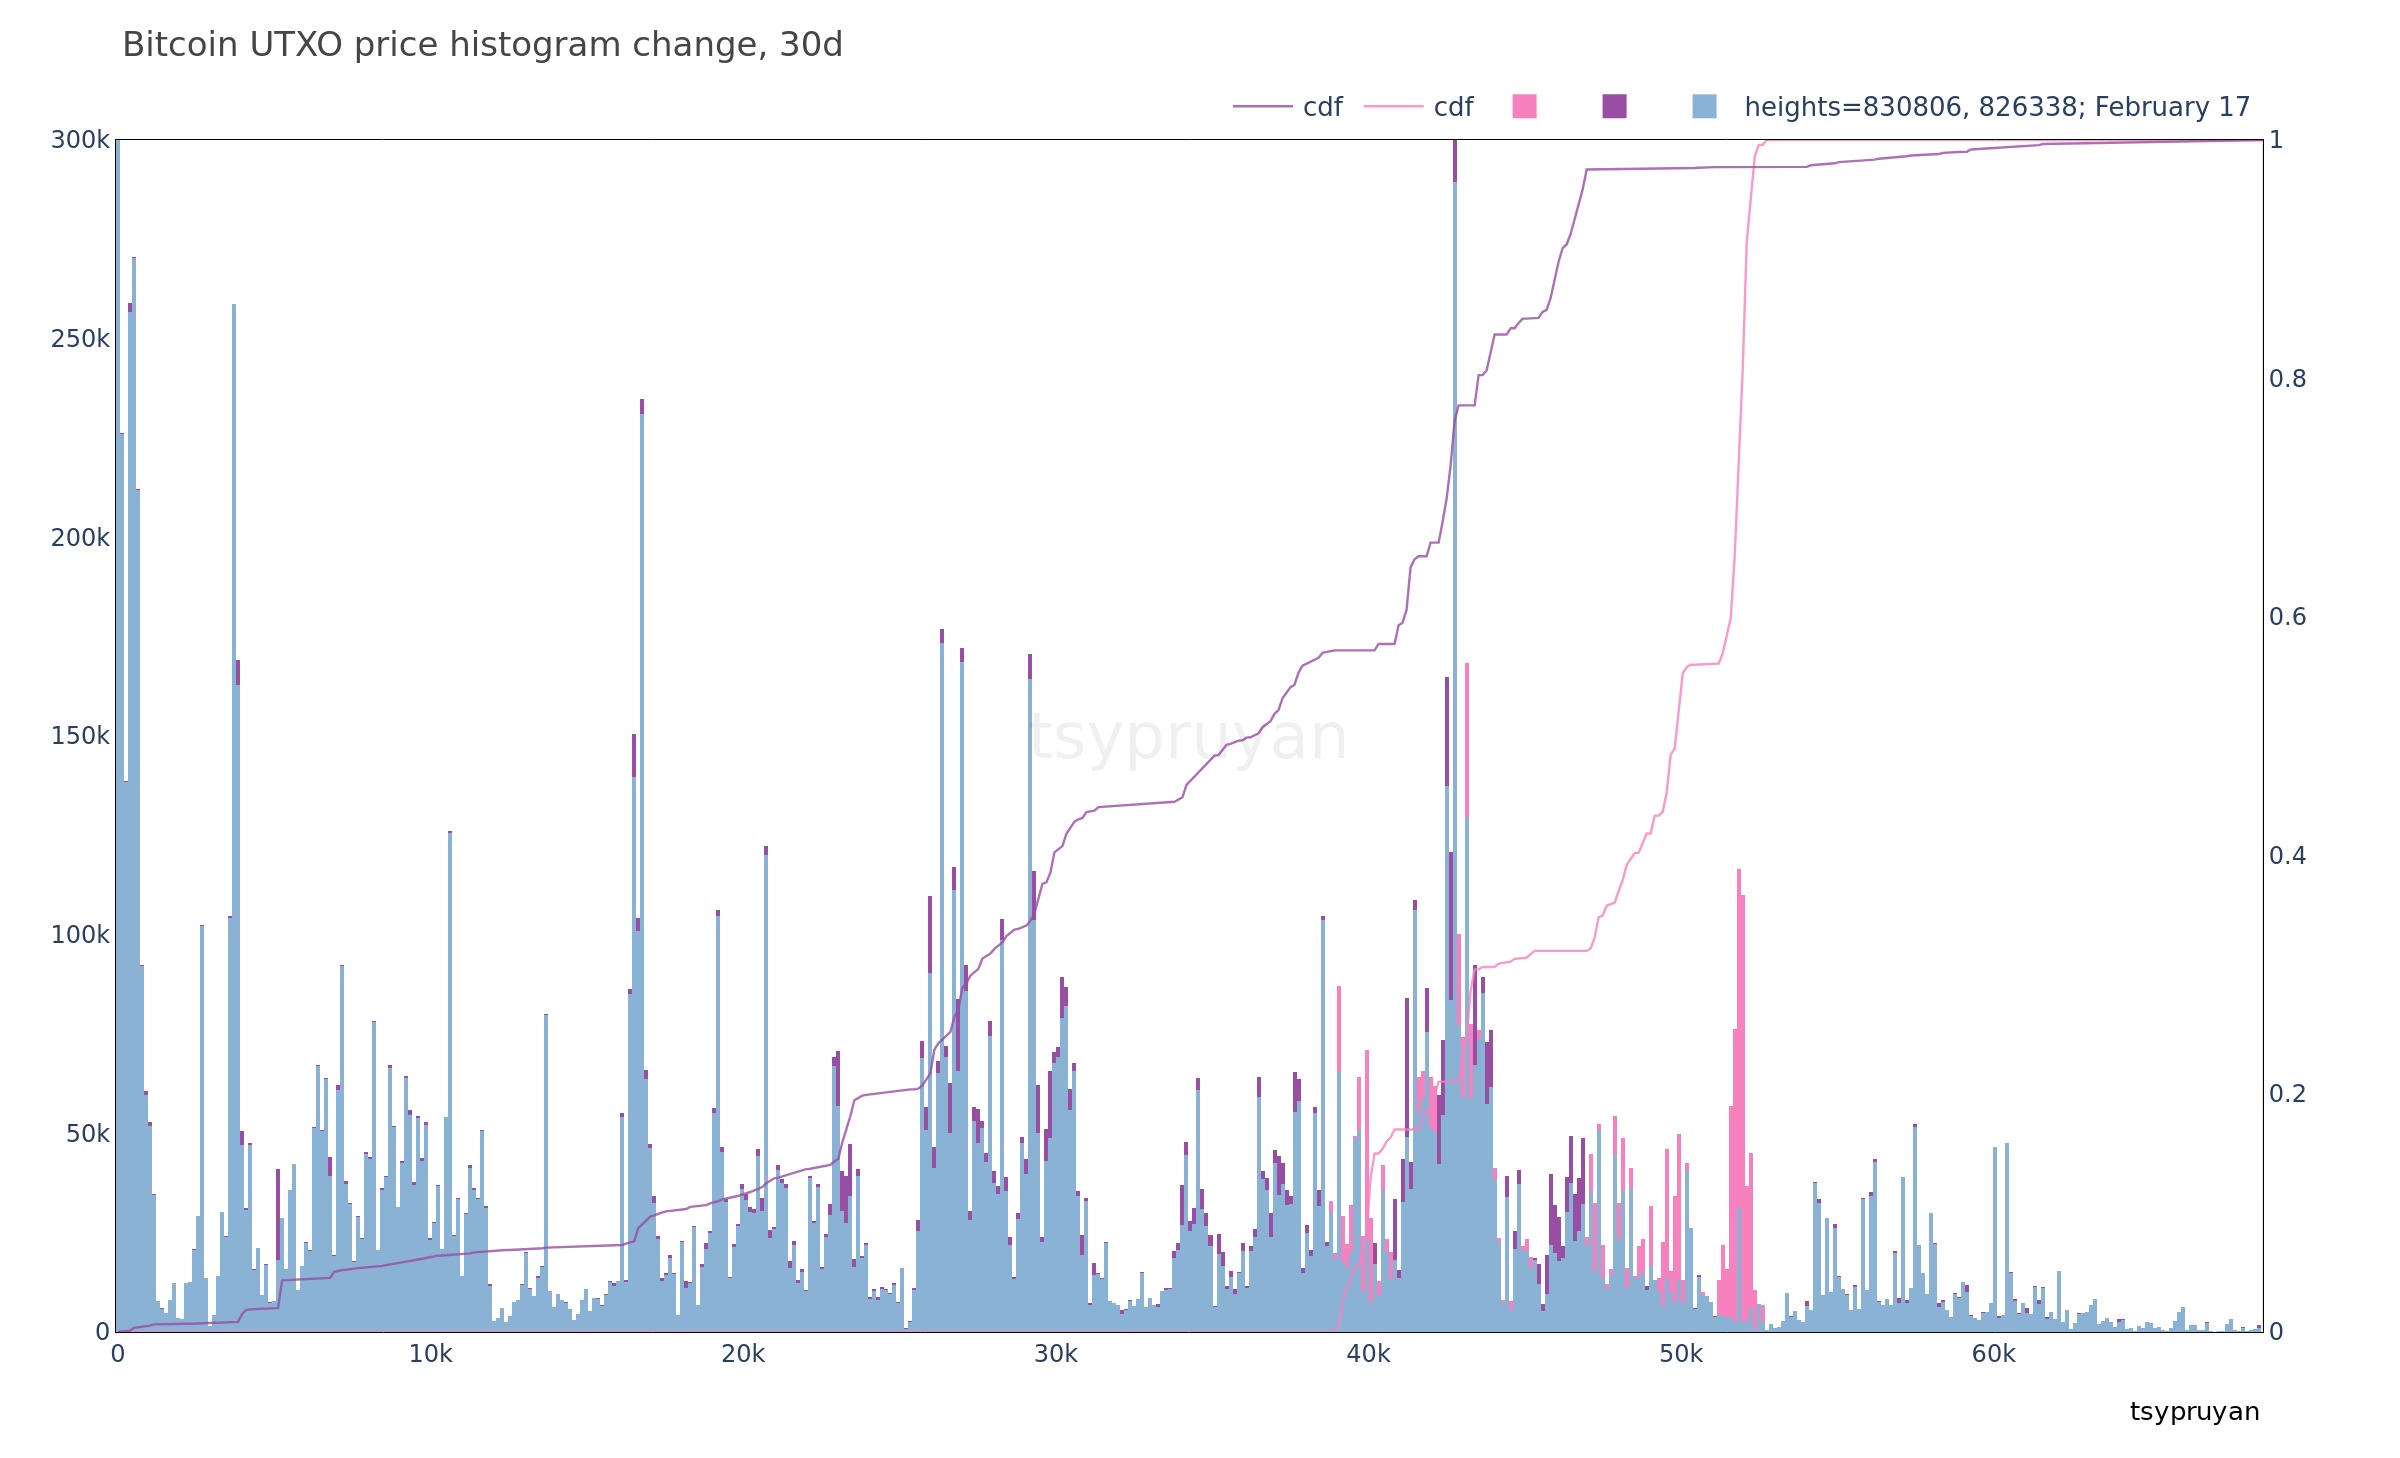 Bitcoin UTXO price histogram change, 30d
cdf cdf heights=830806, 826338; February 17
300k 1
250k
0.8
200k
0.6
150k
tsypruyan
0.4
100k
0.2
50k
0 0
0 10k 20k 30k 40k 50k 60k
tsypruyan